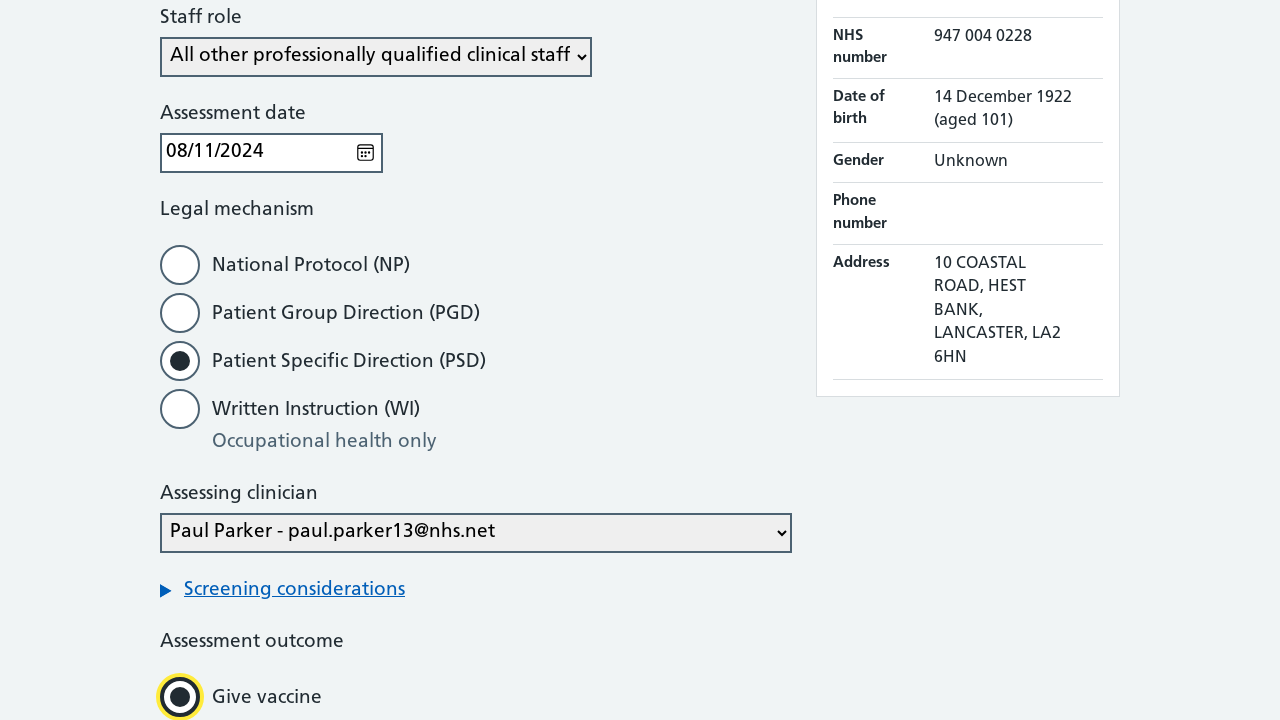 Staff role
All other professionally qualified clinical staff
Assessment date
08/11/2024
Legal mechanism
National Protocol (NP)
Patient Group Direction (PGD)
Patient Specific Direction (PSD)
Written Instruction (WI)
Occupational health only
Assessing clinician
Paul Parker - paul.parker13@nhs.net
Screening considerations
Assessment outcome
Give vaccine
NHS number
947 004 0228
Date of birth
14 December 1922
(aged 101)
Gender
Unknown
Phone number
Address
10 COASTAL
ROAD, HEST
BANK,
LANCASTER, LA2
6HN